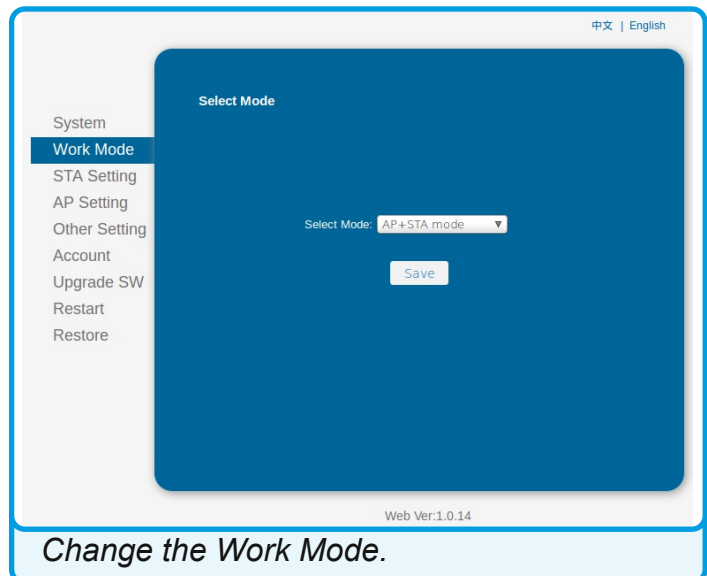 中文 | English
Select Mode
System
Work Mode
STA Setting
AP Setting
Other Setting
Account
Upgrade SW
Restart
Restore
Select Mode: AP+STA mode
Save
Web Ver:1.0.14
Change the Work Mode.